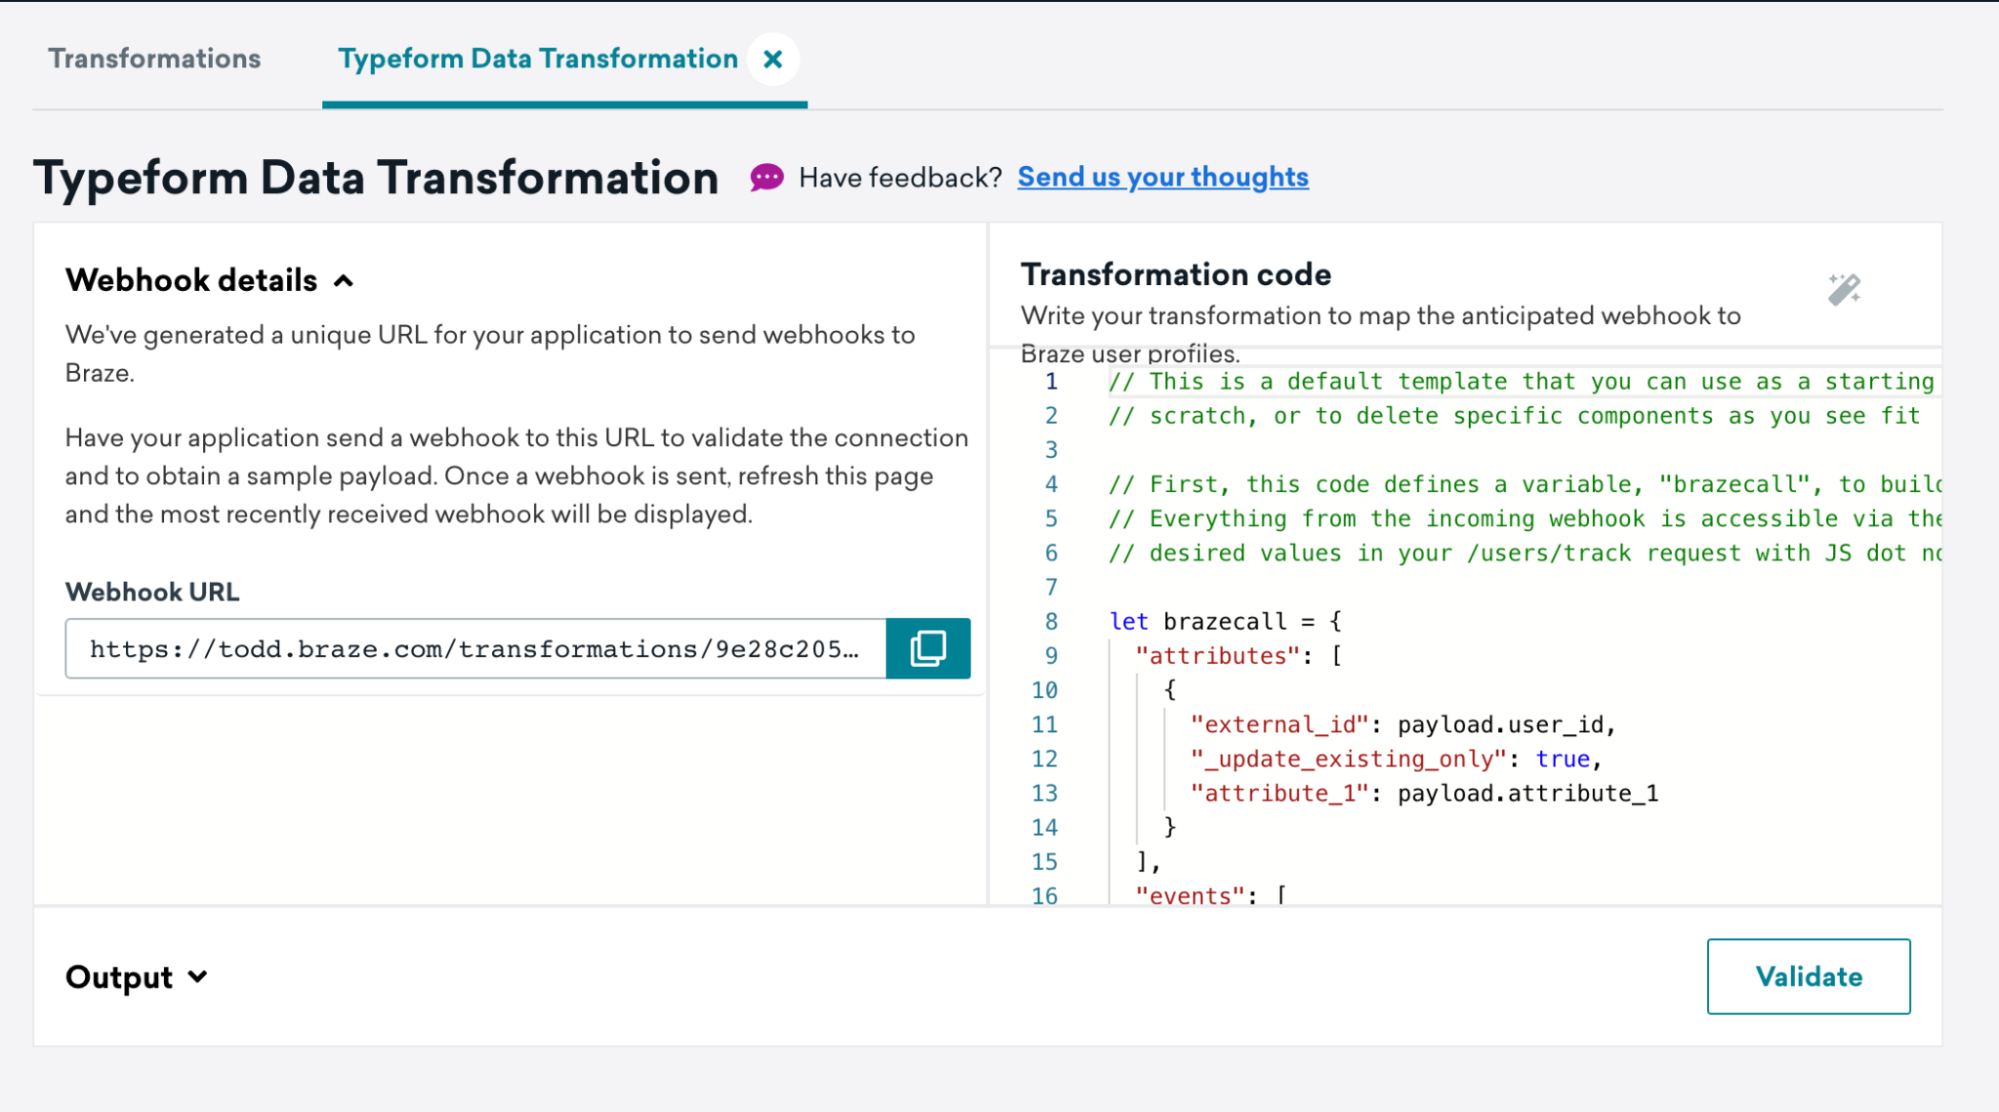 Transformations
Typeform Data Transformation
Typeform Data Transformation
Have feedback? Send us your thoughts
Webhook details
We've generated a unique URL for your application to send webhooks to
Braze.
Have your application send a webhook to this URL to validate the connection
and to obtain a sample payload. Once a webhook is sent, refresh this page
and the most recently received webhook will be displayed.
Webhook URL
https://todd.braze.com/transformations/9e28c205…
Transformation code
Write your transformation to map the anticipated webhook to
Braze user profiles.
1 // This is a default template that you can use as a starting
2 // scratch, or to delete specific components as you see fit
3
4 // First, this code defines a variable, "brazecall", to build
5 // Everything from the incoming webhook is accessible via the
6 // desired values in your /users/track request with JS dot no
7
8 let brazecall = {
9 "attributes": [
10 {
11 "external_id": payload.user_id,
12 "_update_existing_only": true,
13 "attribute_1": payload.attribute_1
14 }
15 ],
16 "events": [
Output
Validate